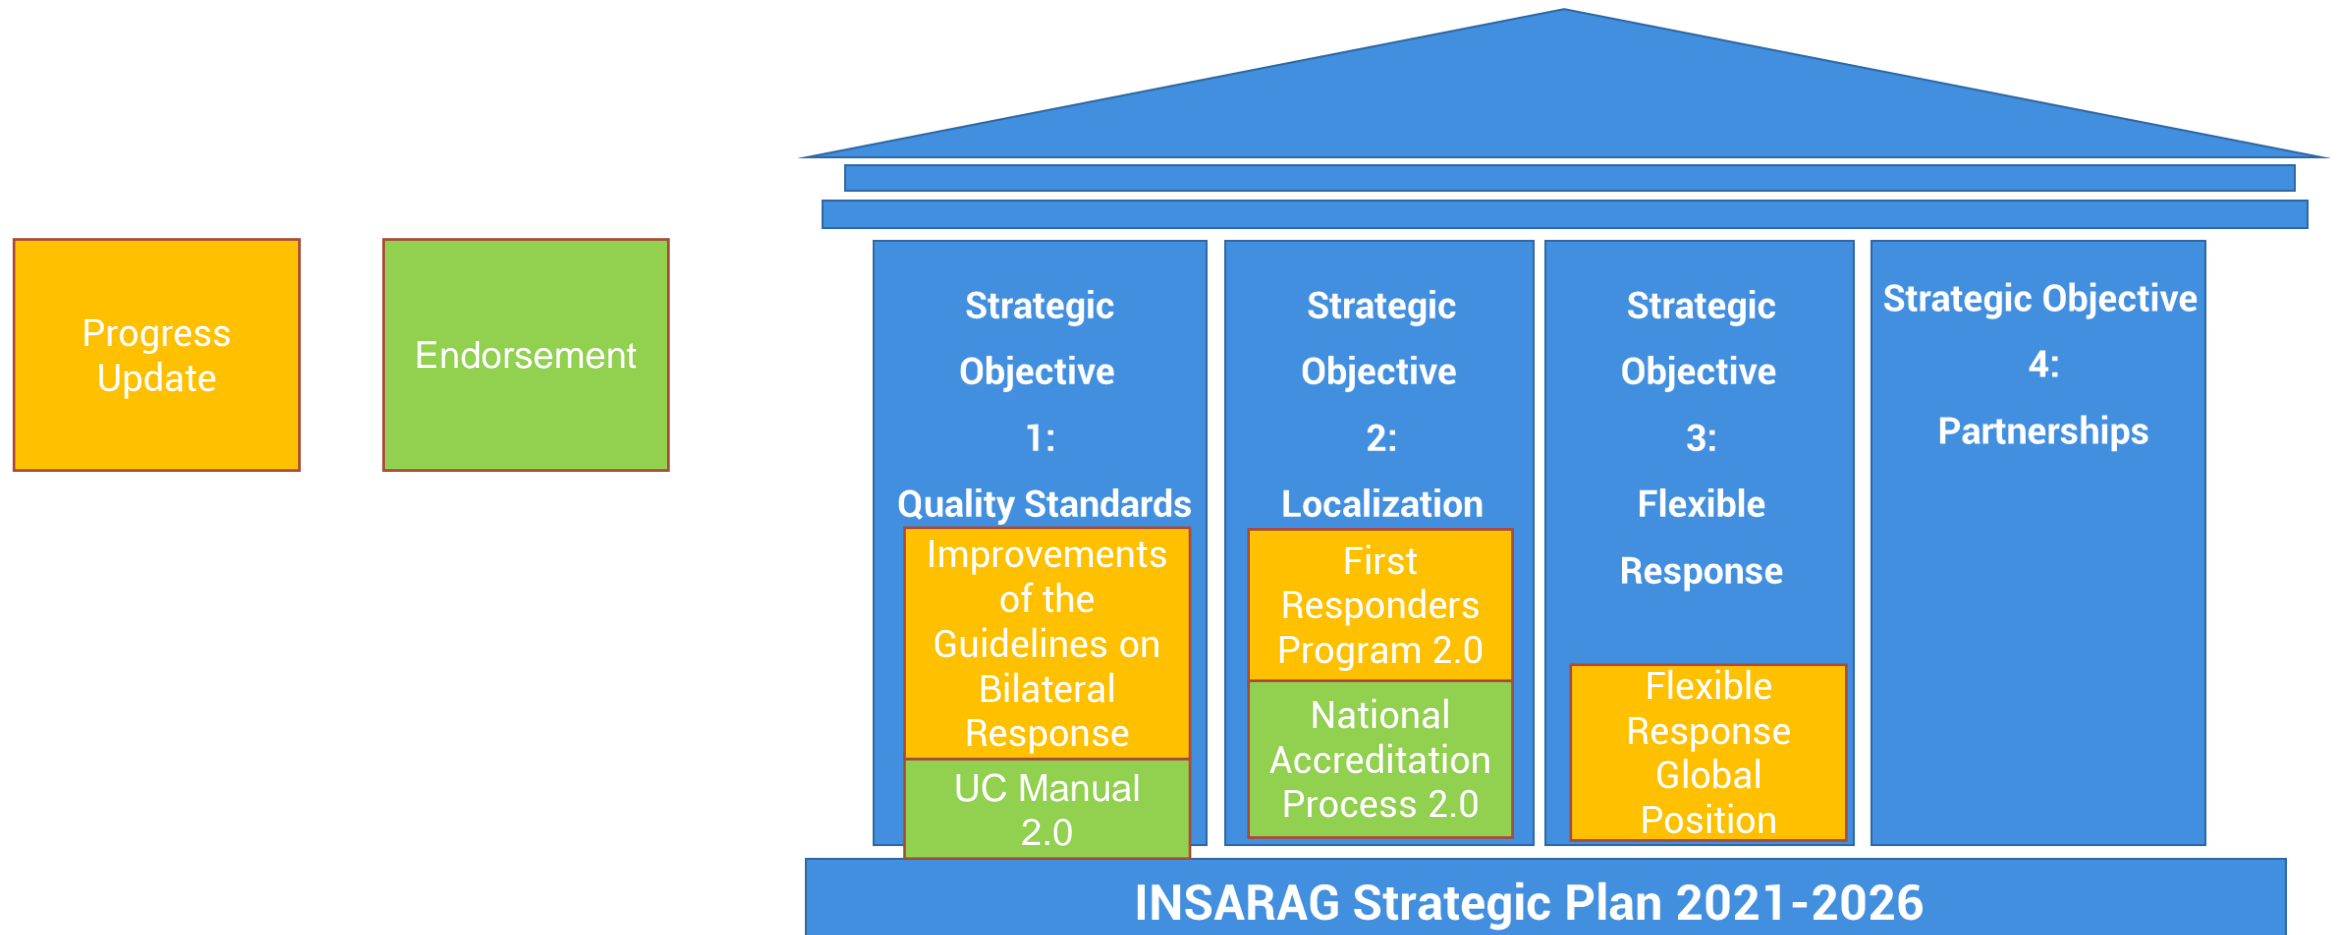 Progress
Update
Endorsement
Strategic
Objective
1:
Quality Standards
Improvements
of the
Guidelines on
Bilateral
Response
UC Manual
2.0
Strategic
Objective
2:
Localization
First
Responders
Program 2.0
National
Accreditation
Process 2.0
Strategic
Objective
3:
Flexible
Response
Flexible
Response
Global
Position
Strategic Objective
4:
Partnerships
INSARAG Strategic Plan 2021-2026